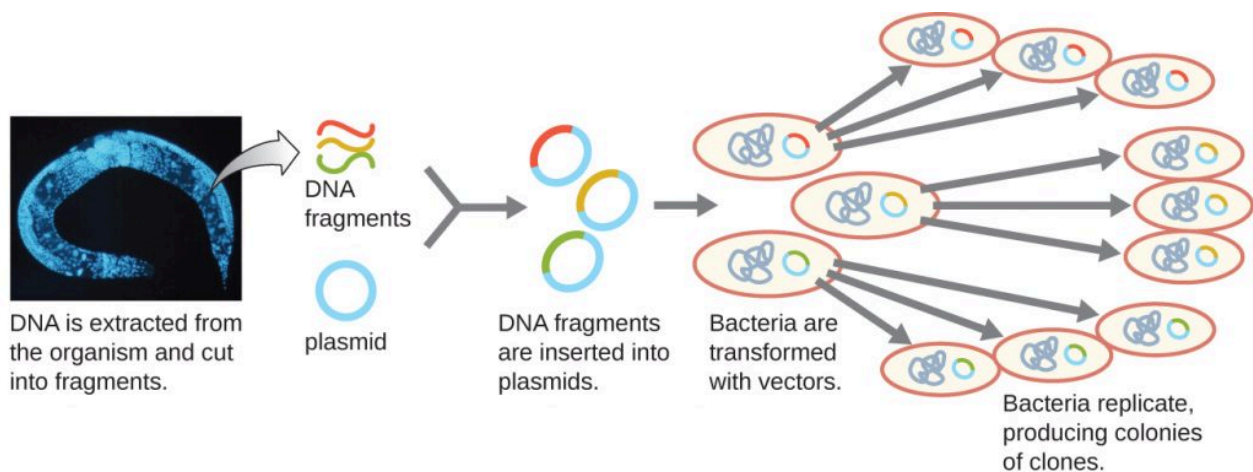 DNA
fragments
plasmid
DNA is extracted from
the organism and cut
into fragments.
DNA fragments
are inserted into
plasmids.
Bacteria are
transformed
with vectors.
Bacteria replicate,
producing colonies
of clones.